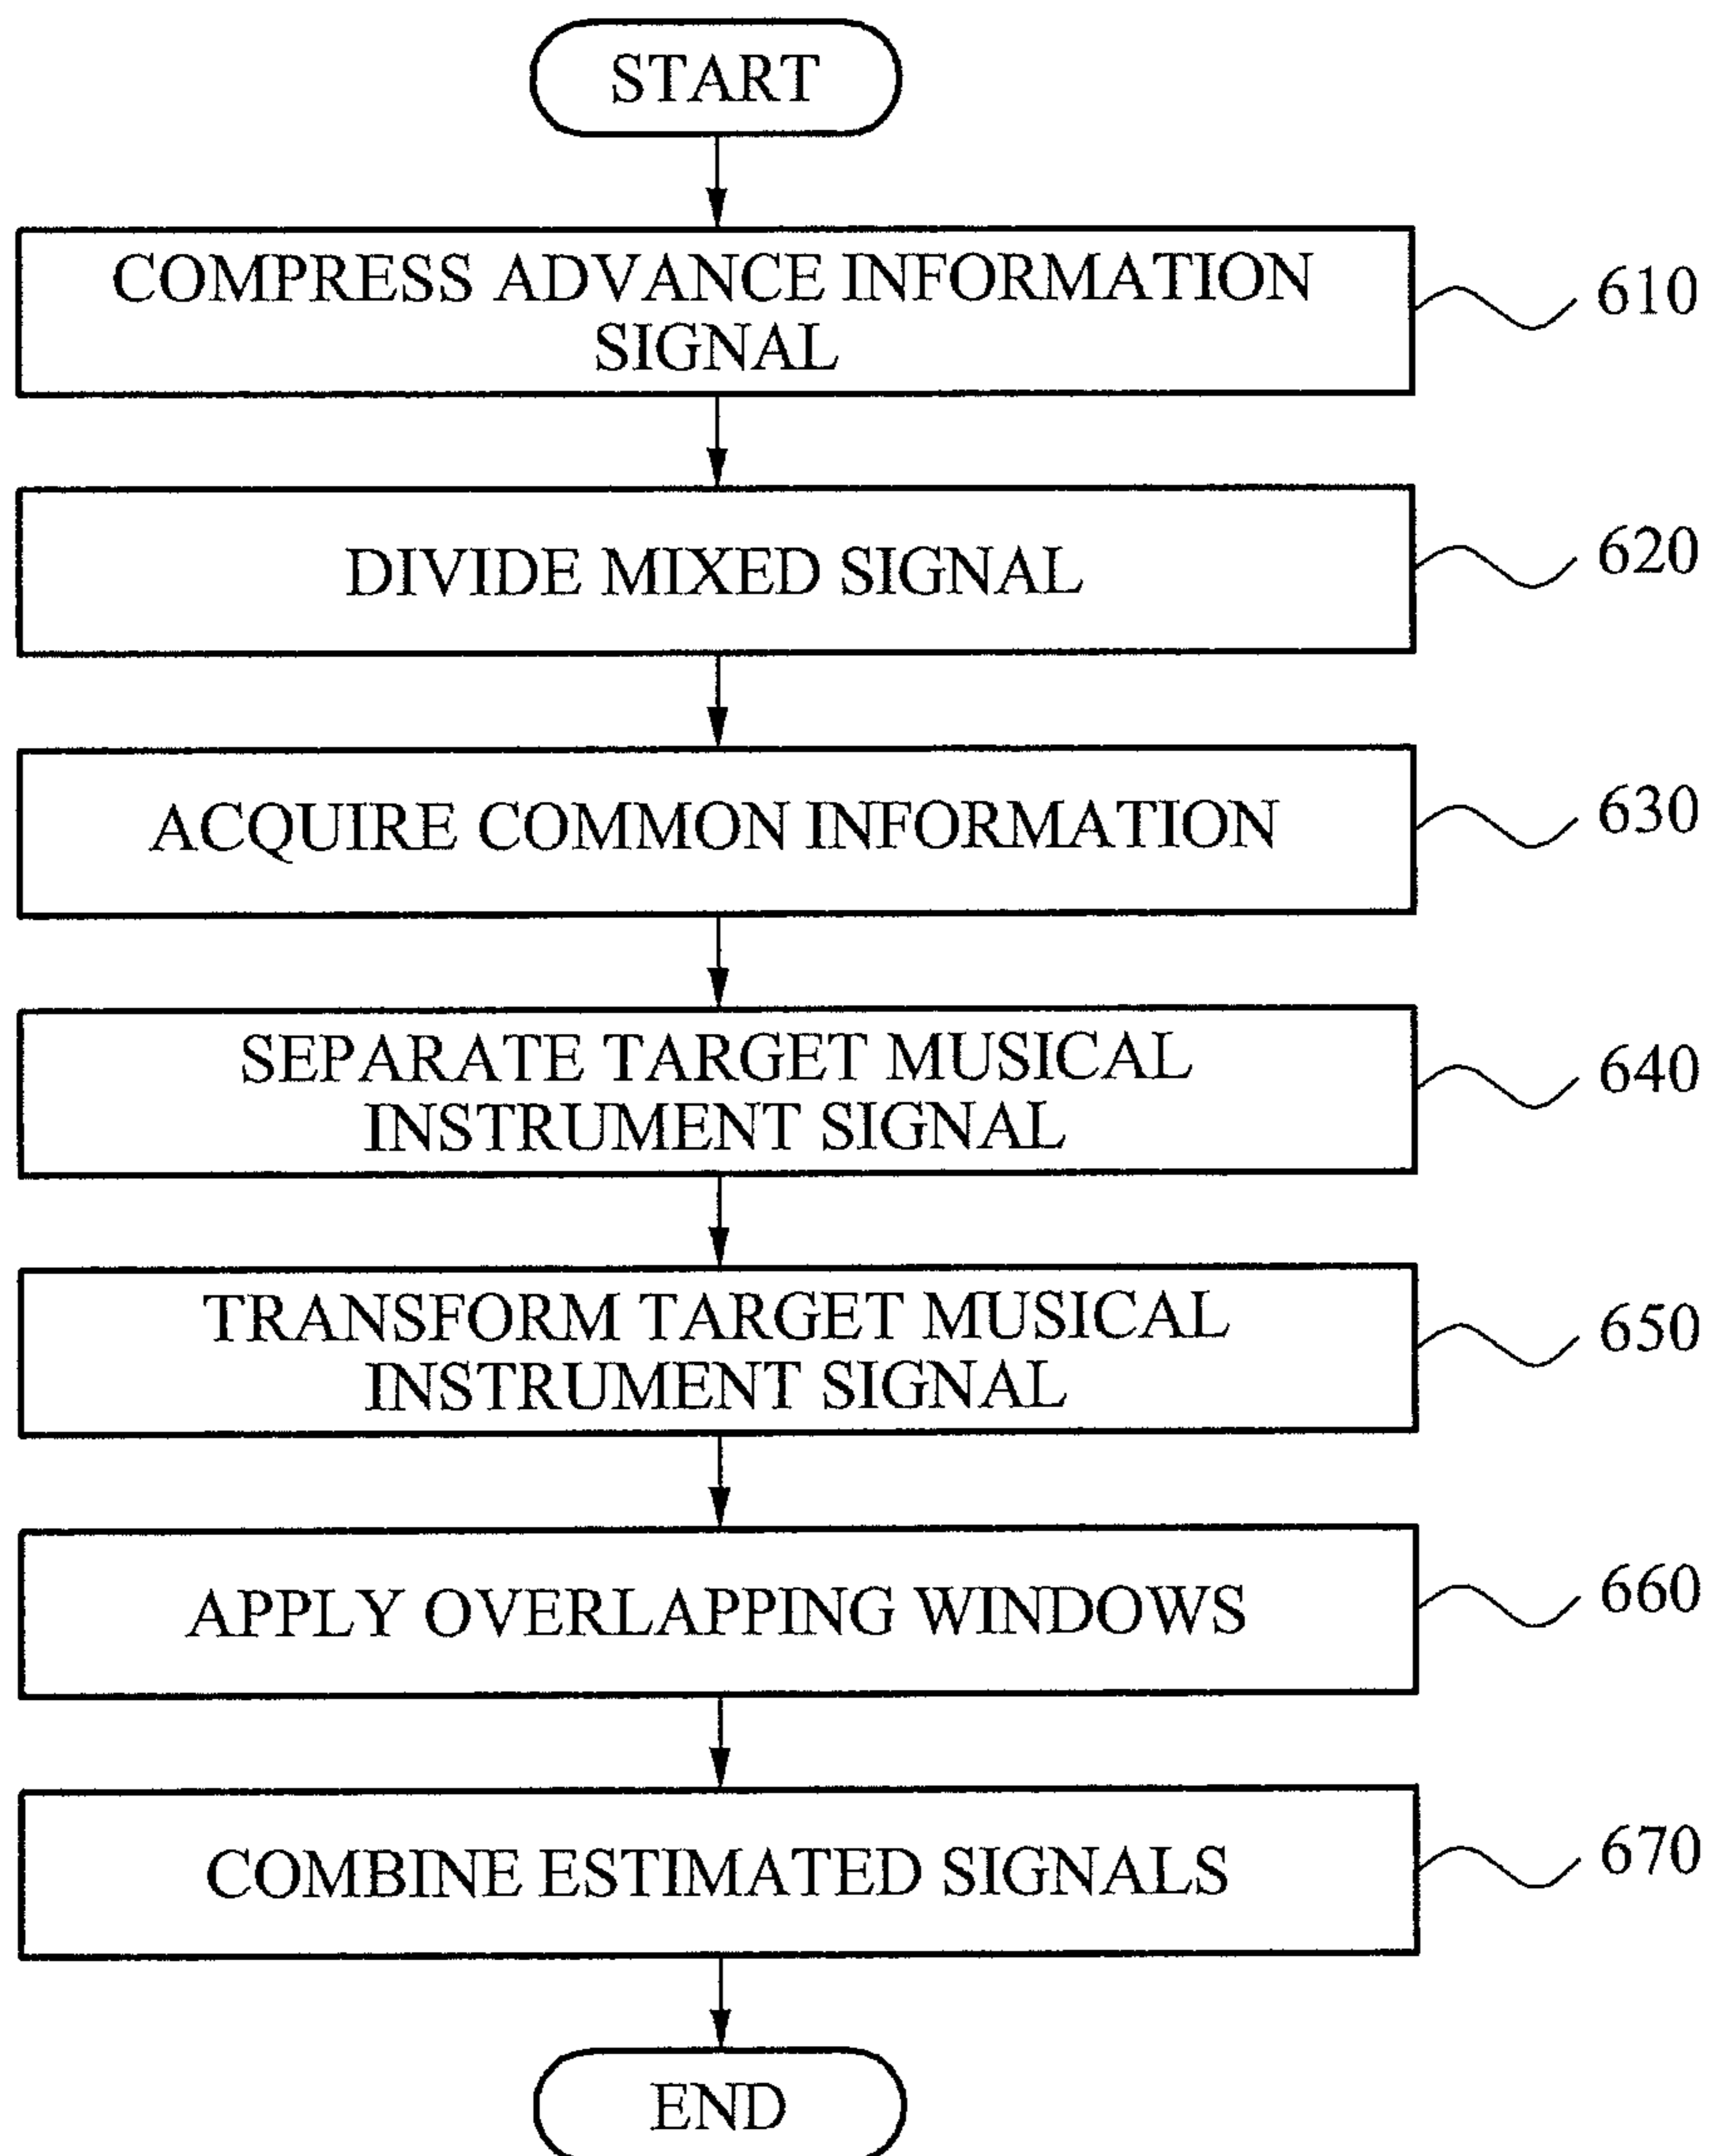 START
COMPRESS ADVANCE INFORMATION
SIGNAL
610
DIVIDE MIXED SIGNAL
620
ACQUIRE COMMON INFORMATION
630
SEPARATE TARGET MUSICAL
INSTRUMENT SIGNAL
640
TRANSFORM TARGET MUSICAL
INSTRUMENT SIGNAL
650
APPLY OVERLAPPING WINDOWS
660
COMBINE ESTIMATED SIGNALS
670
END